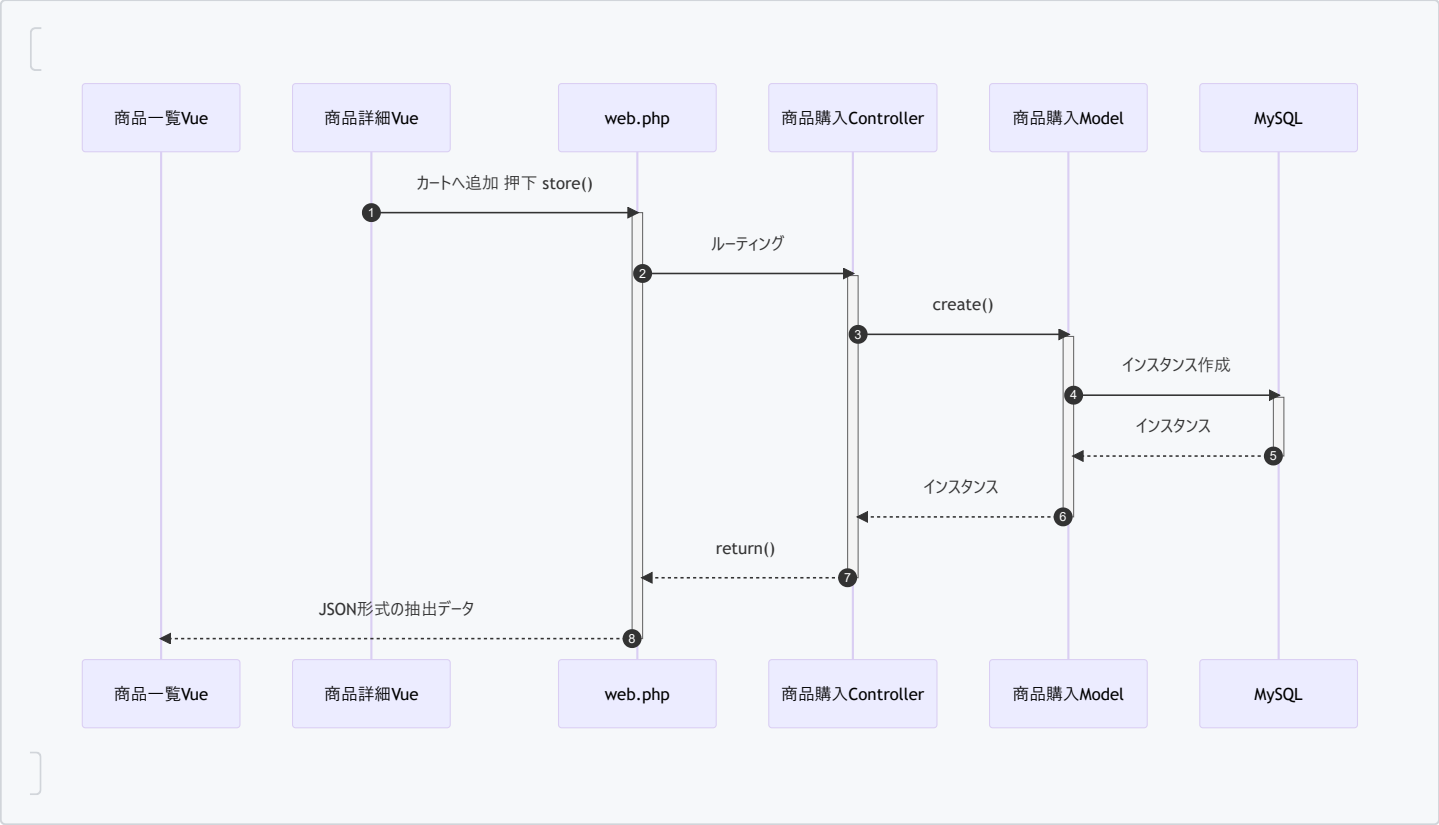 商品一覧Vue
商品詳細Vue
web.php
商品購入Controller
商品購入Model
MySQL
カートへ追加 押下 store()
1
ルーティング
2
create()
3
インスタンス作成
4
インスタンス
5
インスタンス
6
return()
7
JSON形式の抽出データ
8
商品一覧Vue
商品詳細Vue
web.php
商品購入Controller
商品購入Model
MySQL